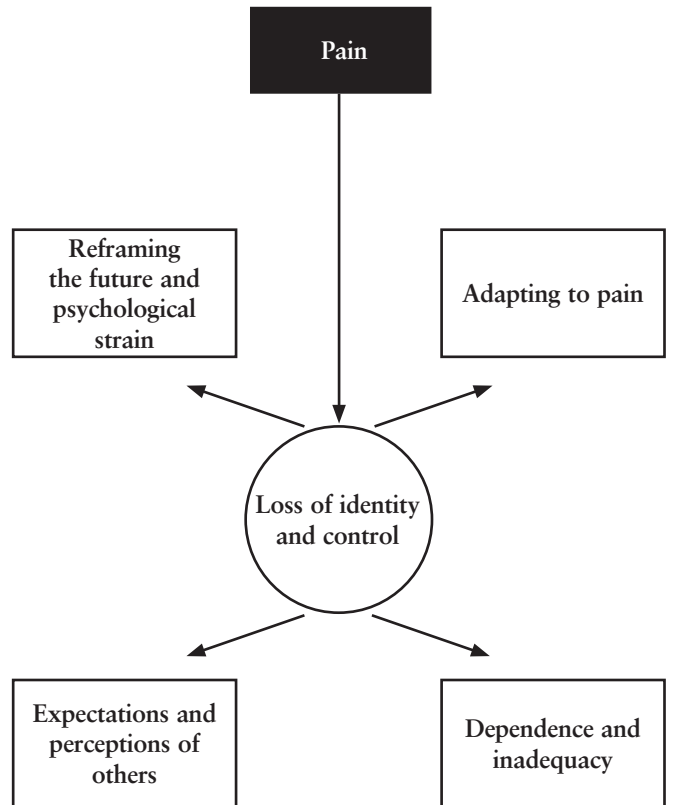 Pain
Reframing
the future and
psychological
strain
Adapting to pain
Loss of identity
and control
Expectations and
perceptions of
others
Dependence and
inadequacy